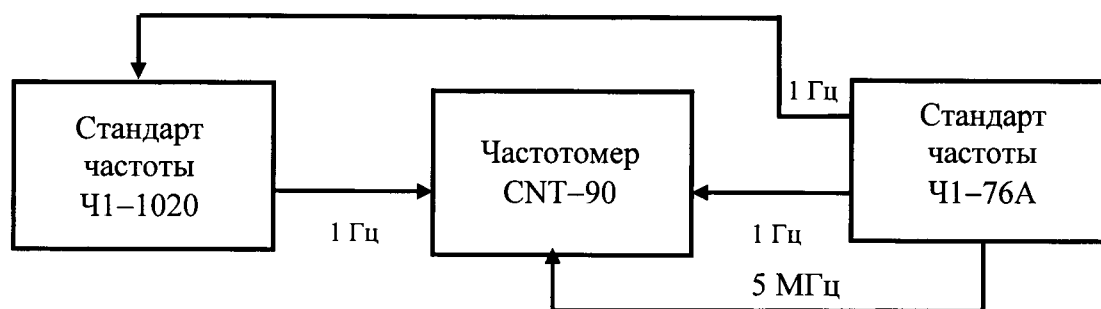 1 Гц
Стандарт
частоты
Ч1–1020
1 Гц
Частотомер
CNT–90
1 Гц
Стандарт
частоты
Ч1–76А
5 МГц